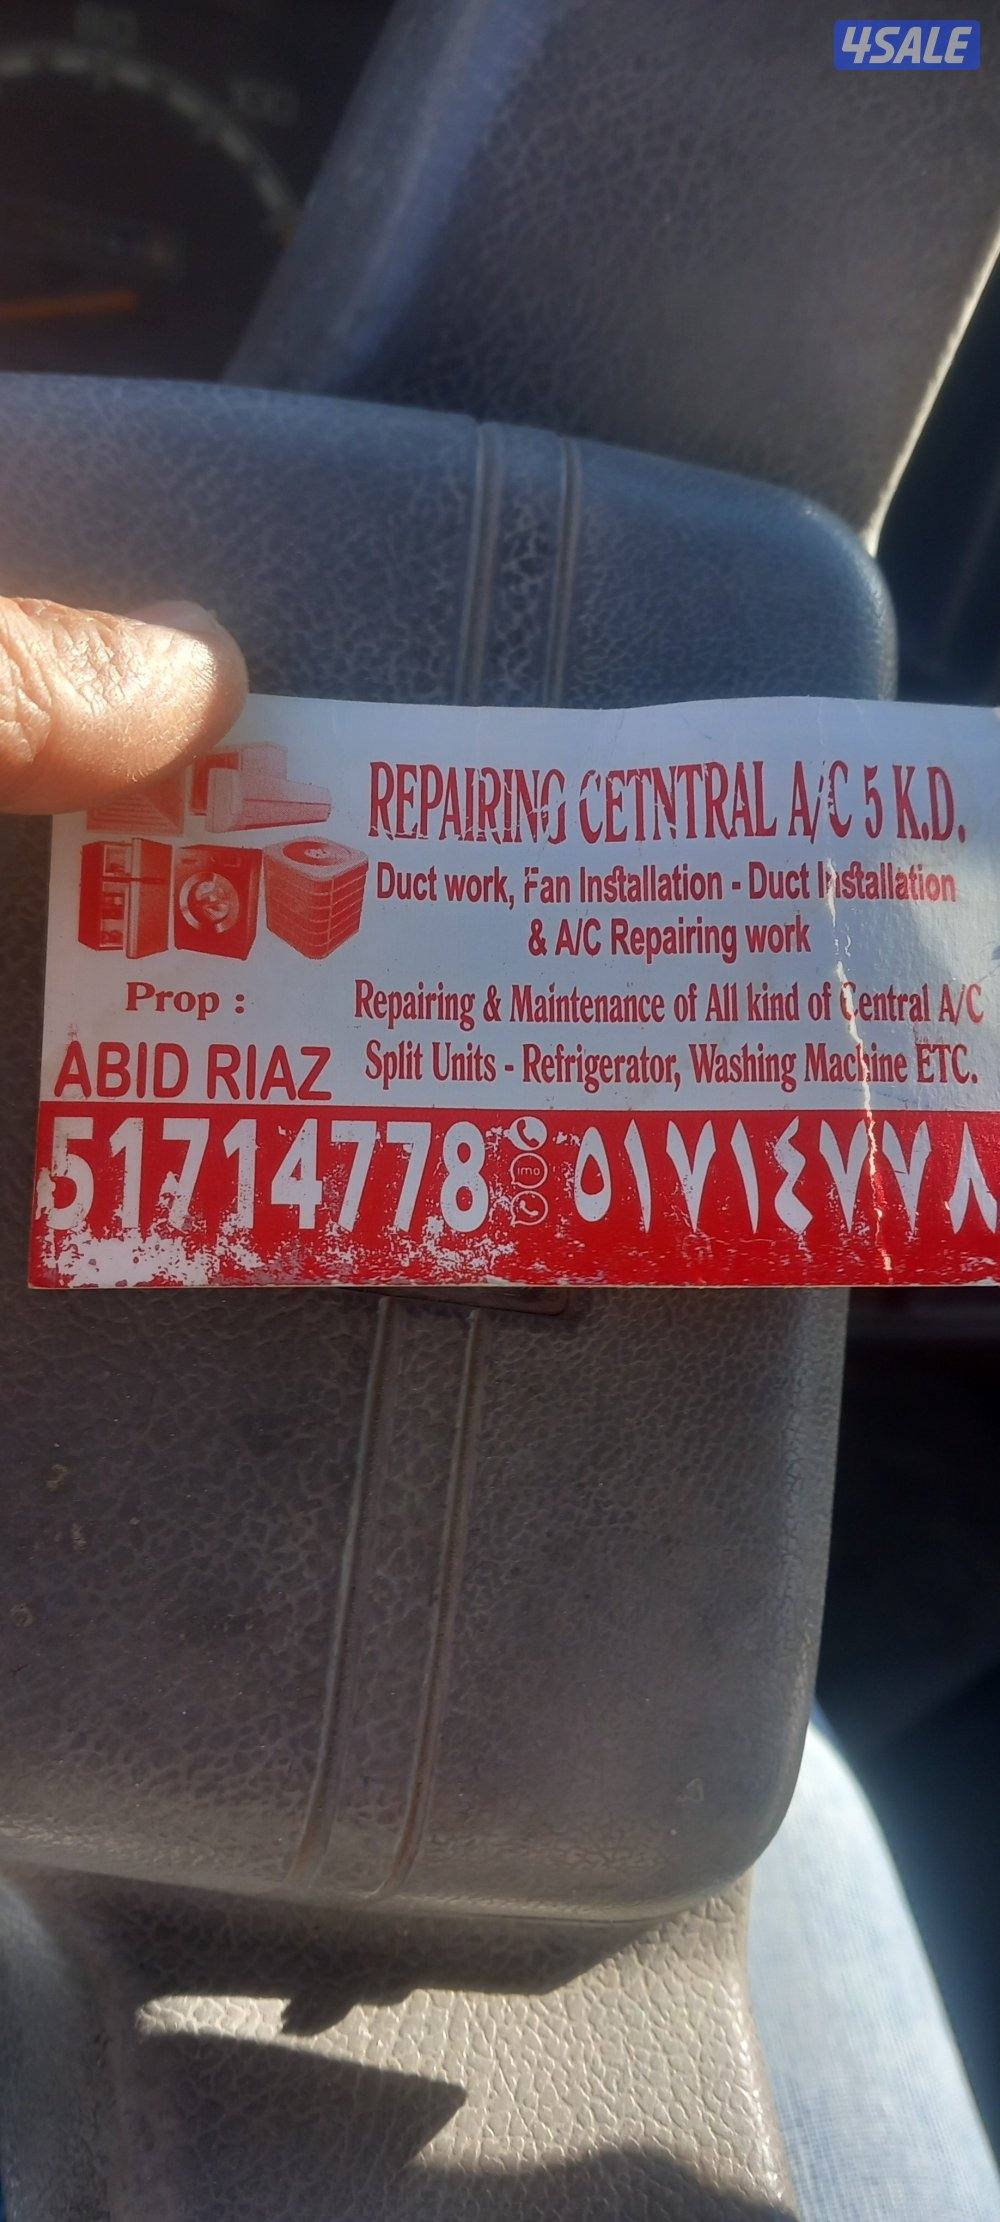 4SALE
REPAIRING CETNTRAL A/C 5 K.D.
Duct work, Fan Installation - Duct Installation
& A/C Repairing work
Prop :
ABID RIAZ
Repairing & Maintenance of All kind of Central A/C
Split Units - Refrigerator, Washing Machine ETC.
51714778 imo ٥١٧١٤٧٧٨